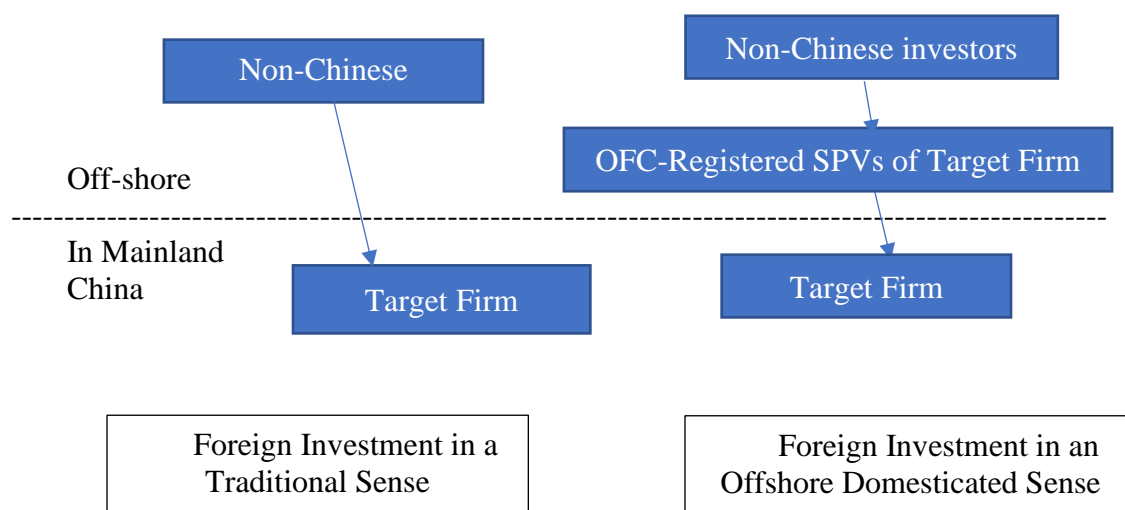 Non-Chinese
Non-Chinese investors
OFC-Registered SPVs of Target Firm
Off-shore
In Mainland
China
Target Firm
Target Firm
Foreign Investment in a
Traditional Sense
Foreign Investment in an
Offshore Domesticated Sense